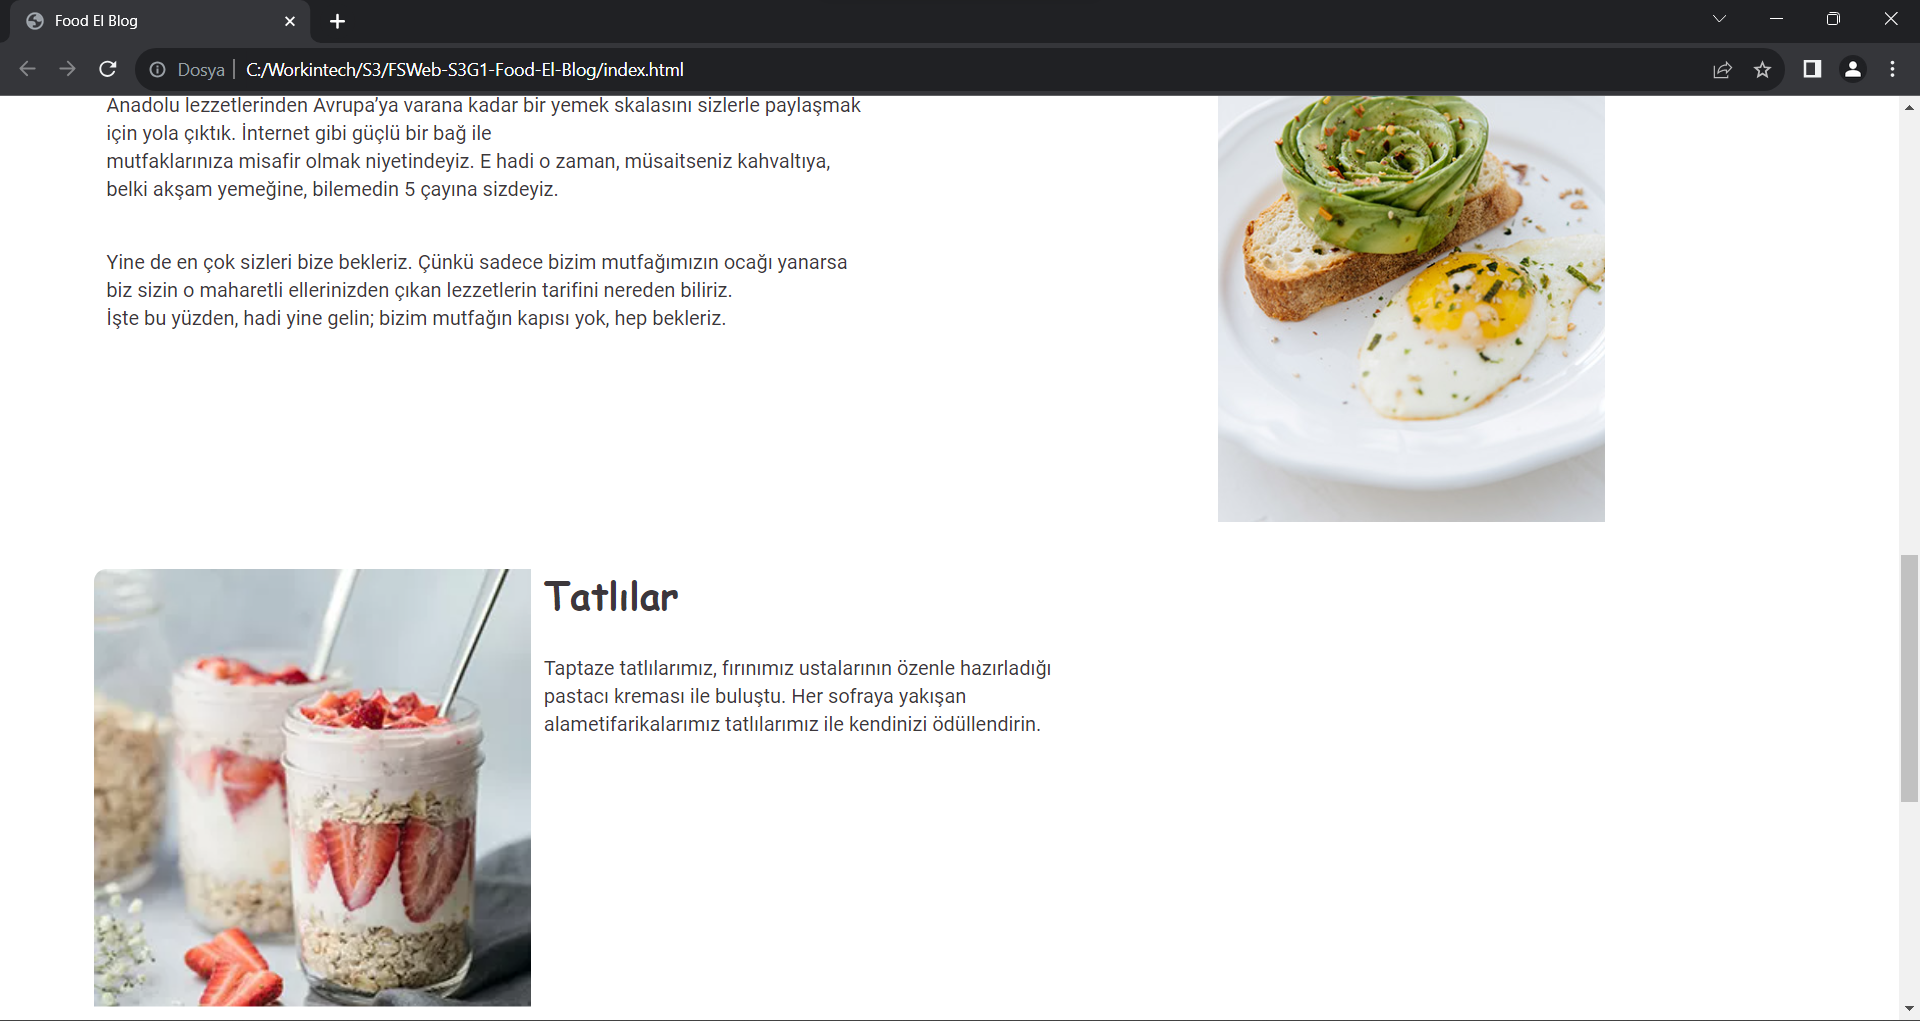 Food El Blog
Dosya
C:/Workintech/S3/FSWeb-S3G1-Food-El-Blog/index.html
Anadolu lezzetlerinden Avrupa’ya varana kadar bir yemek skalasını sizlerle paylaşmak
için yola çıktık. İnternet gibi güçlü bir bağ ile
mutfaklarınıza misafir olmak niyetindeyiz. E hadi o zaman, müsaitseniz kahvaltıya,
belki akşam yemeğine, bilemedin 5 çayına sizdeyiz.
Yine de en çok sizleri bize bekleriz. Çünkü sadece bizim mutfağımızın ocağı yanarsa
biz sizin o maharetli ellerinizden çıkan lezzetlerin tarifini nereden biliriz.
İşte bu yüzden, hadi yine gelin; bizim mutfağın kapısı yok, hep bekleriz.
Tatlılar
Taptaze tatlılarımız, fırınımız ustalarının özenle hazırladığı
pastacı kreması ile buluştu. Her sofraya yakışan
alametifarikalarımız tatlılarımız ile kendinizi ödüllendirin.